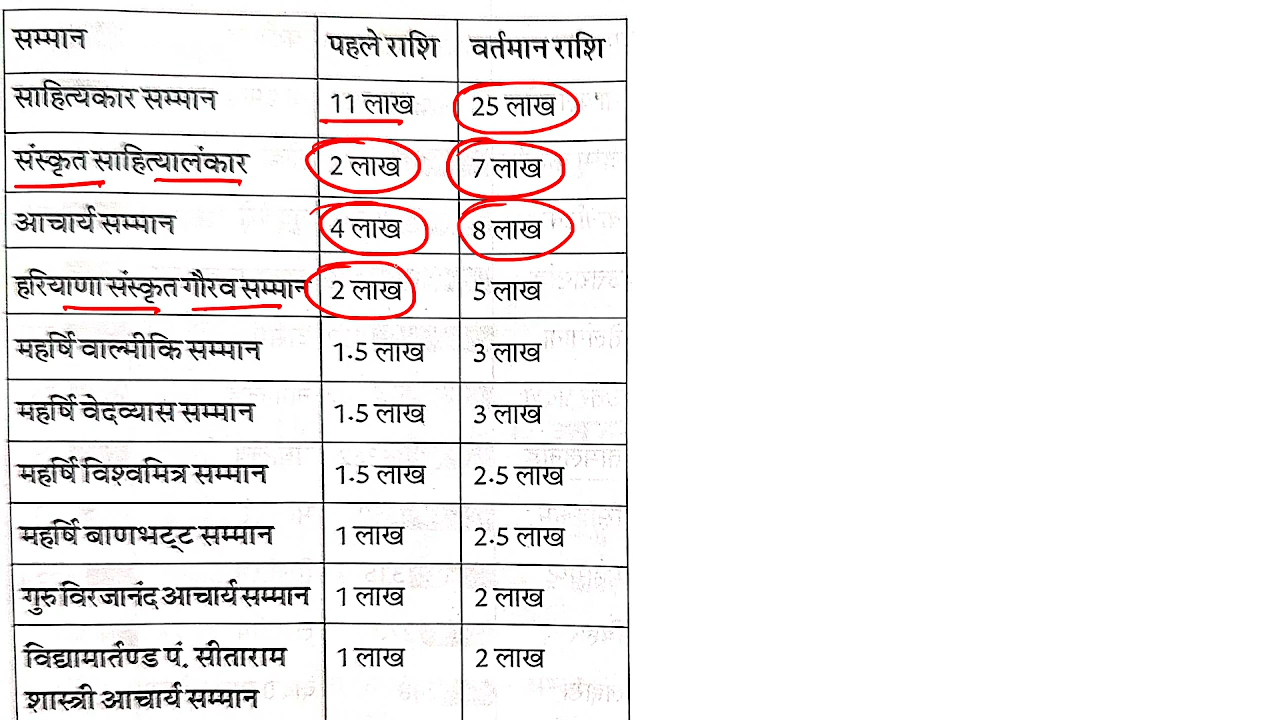 सम्मान पहले राशि वर्तमान राशि
साहित्यकार सम्मान 11 लाख 25 लाख
संस्कृत साहित्यालंकार 2 लाख 7 लाख
आचार्य सम्मान 4 लाख 8 लाख
हरियाणा संस्कृत गौरव सम्मान 2 लाख 5 लाख
महर्षि वाल्मीकि सम्मान 1.5 लाख 3 लाख
महर्षि वेदव्यास सम्मान 1.5 लाख 3 लाख
महर्षि विश्वमित्र सम्मान 1.5 लाख 2.5 लाख
महर्षि बाणभट्ट सम्मान 1 लाख 2.5 लाख
गुरु विरजानंद आचार्य सम्मान 1 लाख 2 लाख
विद्यामार्तण्ड पं. सीताराम 1 लाख 2 लाख
शास्त्री आचार्य सम्मान